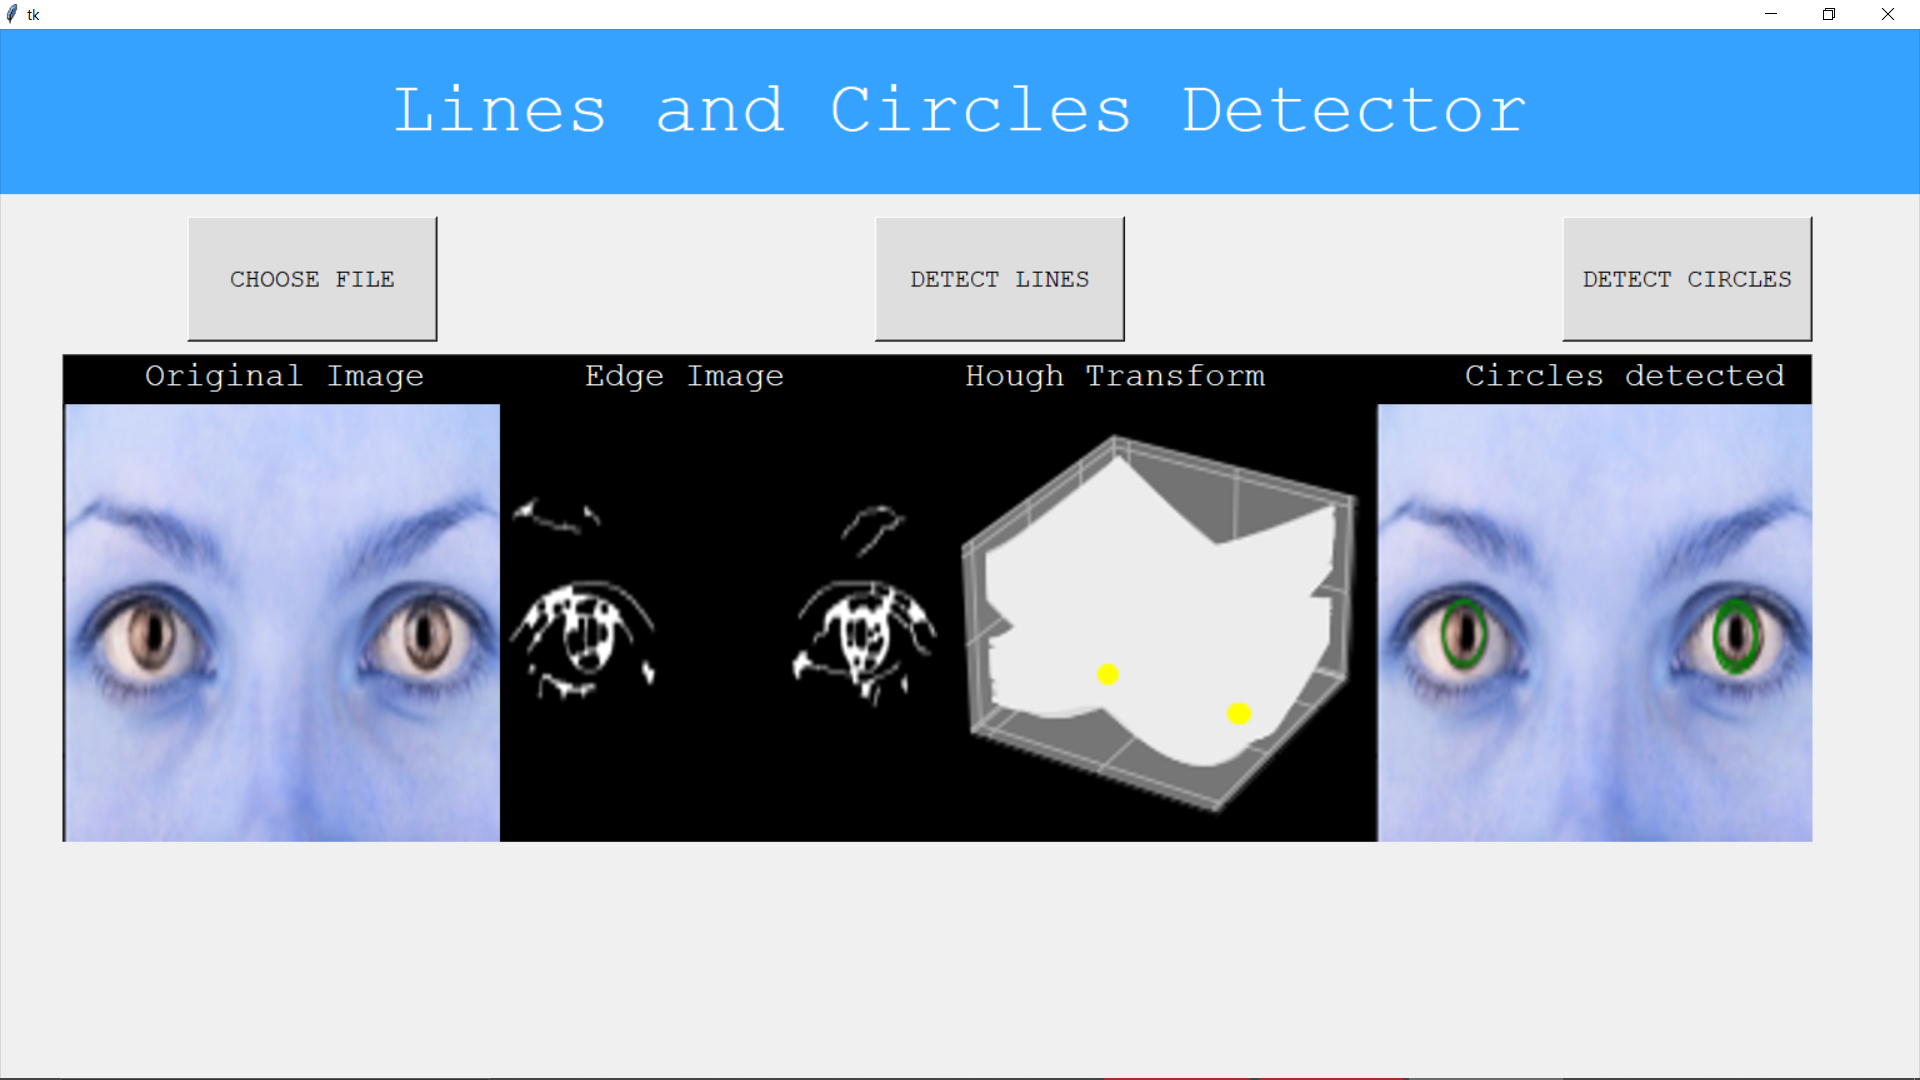 tk
Lines and Circles Detector
CHOOSE FILE
DETECT LINES
DETECT CIRCLES
Original Image
Edge Image
Hough Transform
Circles detected